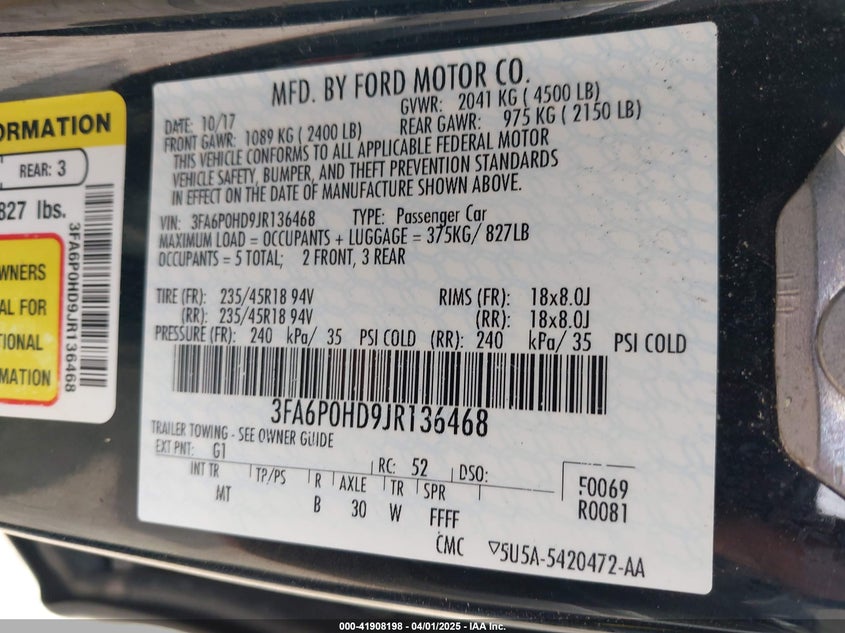 ORMATION
REAR: 3
827 lbs.
OWNERS
AL FOR
TIONAL
RMATION
3FA6P0HD9JR136468
MFD. BY FORD MOTOR CO.
DATE: 10/17 GVWR: 2041 KG ( 4500 LB)
FRONT GAWR: 1089 KG ( 2400 LB) REAR GAWR: 975 KG ( 2150 LB)
THIS VEHICLE CONFORMS TO ALL APPLICABLE FEDERAL MOTOR
VEHICLE SAFETY, BUMPER, AND THEFT PREVENTION STANDARDS
IN EFFECT ON THE DATE OF MANUFACTURE SHOWN ABOVE.
VIN: 3FA6P0HD9JR136468 TYPE: Passenger Car
MAXIMUM LOAD = OCCUPANTS + LUGGAGE = 375KG/ 827LB
OCCUPANTS = 5 TOTAL; 2 FRONT, 3 REAR
TIRE (FR): 235/45R18 94V RIMS (FR): 18x8.0J
(RR): 235/45R18 94V (RR): 18x8.0J
PRESSURE (FR): 240 kPa/ 35 PSI COLD (RR): 240 kPa/ 35 PSI COLD
3FA6P0HD9JR136468
TRAILER TOWING - SEE OWNER GUIDE
EXT PNT: G1 RC: 52 DSO:
INT TR TP/PS R AXLE TR SPR
MT B 30 W FFFF
F0069
R0081
CMC ▽5U5A-5420472-AA
000-41908198 - 04/01/2025 - IAA Inc.